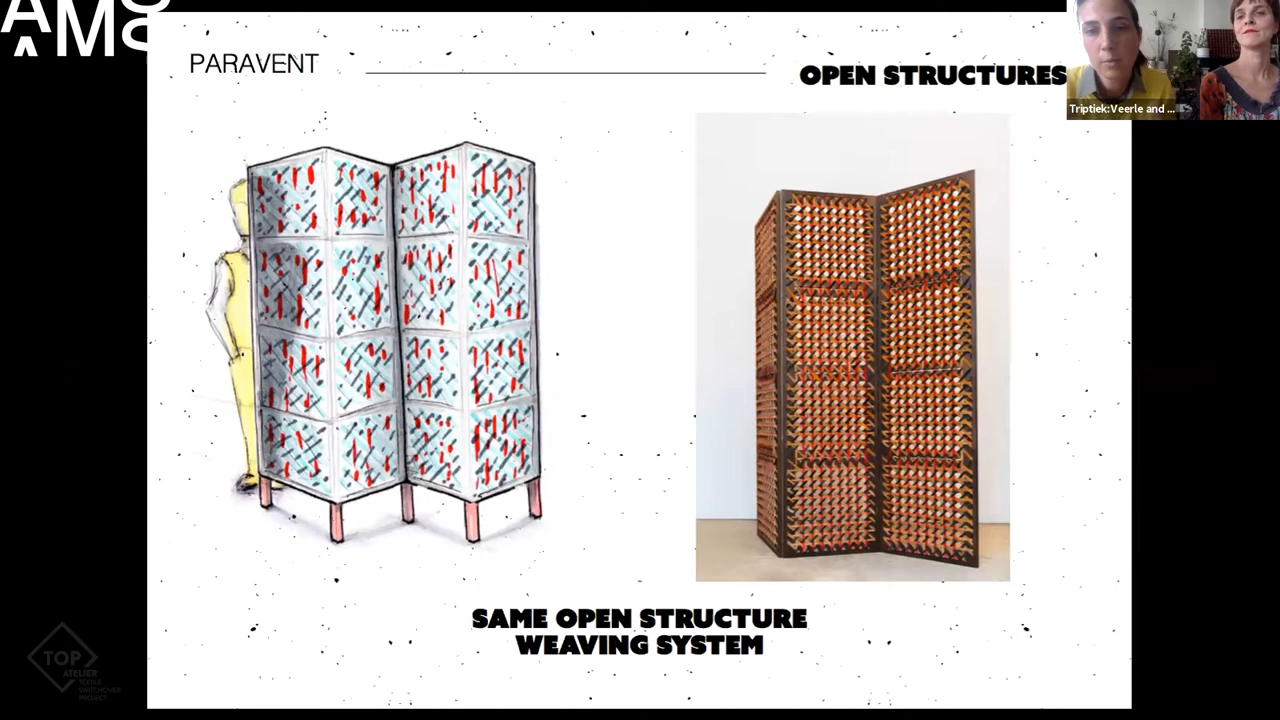 PARAVENT
OPEN STRUCTURES
Triptiek:Veerle and ...
SAME OPEN STRUCTURE
WEAVING SYSTEM
TOP
ATELIER
TEXTILE
SWITCHOVER
PROJECT